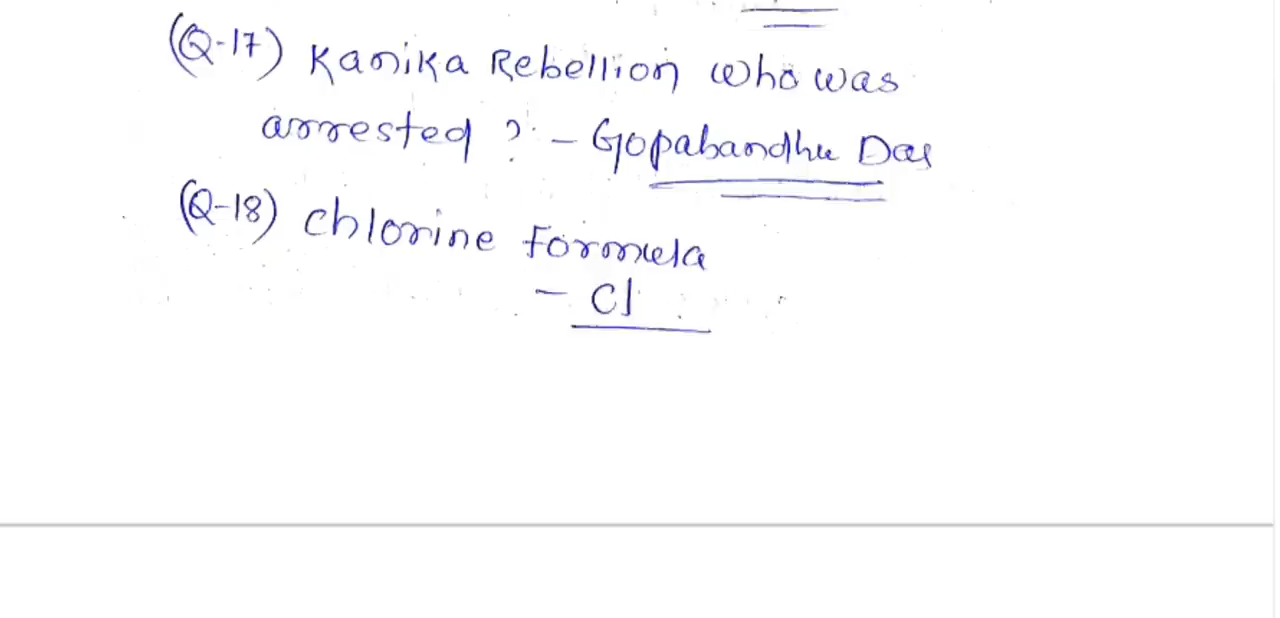 (Q-17) Kanika Rebellion who was
arrested ? - Gopabandhu Das
(Q-18) Chlorine Formula
- Cl